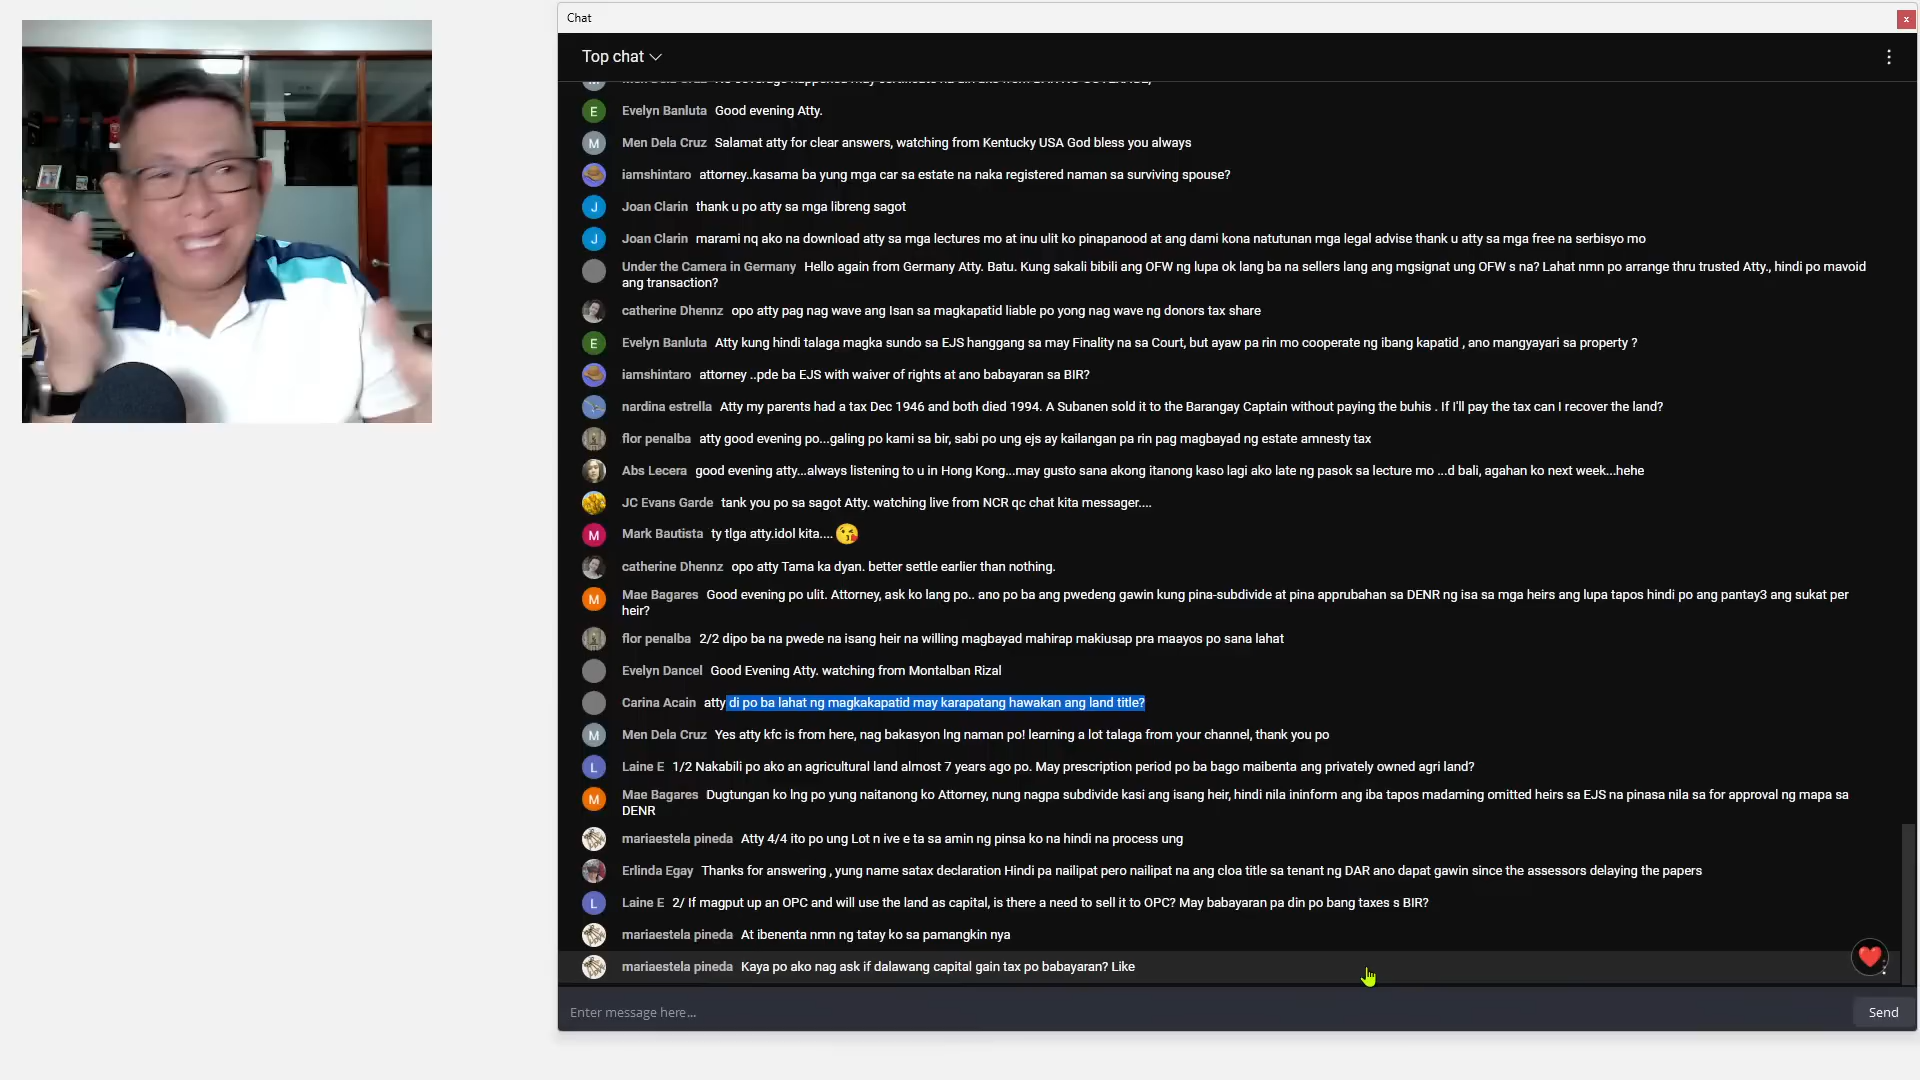 Chat
x
Top chat
E Evelyn Banluta Good evening Atty.
M Men Dela Cruz Salamat atty for clear answers, watching from Kentucky USA God bless you always
iamshintaro attorney..kasama ba yung mga car sa estate na naka registered naman sa surviving spouse?
J Joan Clarin thank u po atty sa mga libreng sagot
J Joan Clarin marami nq ako na download atty sa mga lectures mo at inu ulit ko pinapanood at ang dami kona natutunan mga legal advise thank u atty sa mga free na serbisyo mo
Under the Camera in Germany Hello again from Germany Atty. Batu. Kung sakali bibili ang OFW ng lupa ok lang ba na sellers lang ang mgsignat ung OFW s na? Lahat nmn po arrange thru trusted Atty., hindi po mavoid
ang transaction?
catherine Dhennz opo atty pag nag wave ang Isan sa magkapatid liable po yong nag wave ng donors tax share
E Evelyn Banluta Atty kung hindi talaga magka sundo sa EJS hanggang sa may Finality na sa Court, but ayaw pa rin mo cooperate ng ibang kapatid , ano mangyayari sa property ?
iamshintaro attorney ..pde ba EJS with waiver of rights at ano babayaran sa BIR?
nardina estrella Atty my parents had a tax Dec 1946 and both died 1994. A Subanen sold it to the Barangay Captain without paying the buhis . If I'll pay the tax can I recover the land?
flor penalba atty good evening po...galing po kami sa bir, sabi po ung ejs ay kailangan pa rin pag magbayad ng estate amnesty tax
Abs Lecera good evening atty...always listening to u in Hong Kong...may gusto sana akong itanong kaso lagi ako late ng pasok sa lecture mo ...d bali, agahan ko next week...hehe
JC Evans Garde tank you po sa sagot Atty. watching live from NCR qc chat kita messager....
M Mark Bautista ty tlga atty.idol kita....
catherine Dhennz opo atty Tama ka dyan. better settle earlier than nothing.
M Mae Bagares Good evening po ulit. Attorney, ask ko lang po.. ano po ba ang pwedeng gawin kung pina-subdivide at pina apprubahan sa DENR ng isa sa mga heirs ang lupa tapos hindi po ang pantay3 ang sukat per
heir?
flor penalba 2/2 dipo ba na pwede na isang heir na willing magbayad mahirap makiusap pra maayos po sana lahat
Evelyn Dancel Good Evening Atty. watching from Montalban Rizal
Carina Acain atty di po ba lahat ng magkakapatid may karapatang hawakan ang land title?
M Men Dela Cruz Yes atty kfc is from here, nag bakasyon lng naman po! learning a lot talaga from your channel, thank you po
L Laine E 1/2 Nakabili po ako an agricultural land almost 7 years ago po. May prescription period po ba bago maibenta ang privately owned agri land?
M Mae Bagares Dugtungan ko lng po yung naitanong ko Attorney, nung nagpa subdivide kasi ang isang heir, hindi nila ininform ang iba tapos madaming omitted heirs sa EJS na pinasa nila sa for approval ng mapa sa
DENR
mariaestela pineda Atty 4/4 ito po ung Lot n ive e ta sa amin ng pinsa ko na hindi na process ung
Erlinda Egay Thanks for answering , yung name satax declaration Hindi pa nailipat pero nailipat na ang cloa title sa tenant ng DAR ano dapat gawin since the assessors delaying the papers
L Laine E 2/ If magput up an OPC and will use the land as capital, is there a need to sell it to OPC? May babayaran pa din po bang taxes s BIR?
mariaestela pineda At ibenenta nmn ng tatay ko sa pamangkin nya
mariaestela pineda Kaya po ako nag ask if dalawang capital gain tax po babayaran? Like
Enter message here...
Send